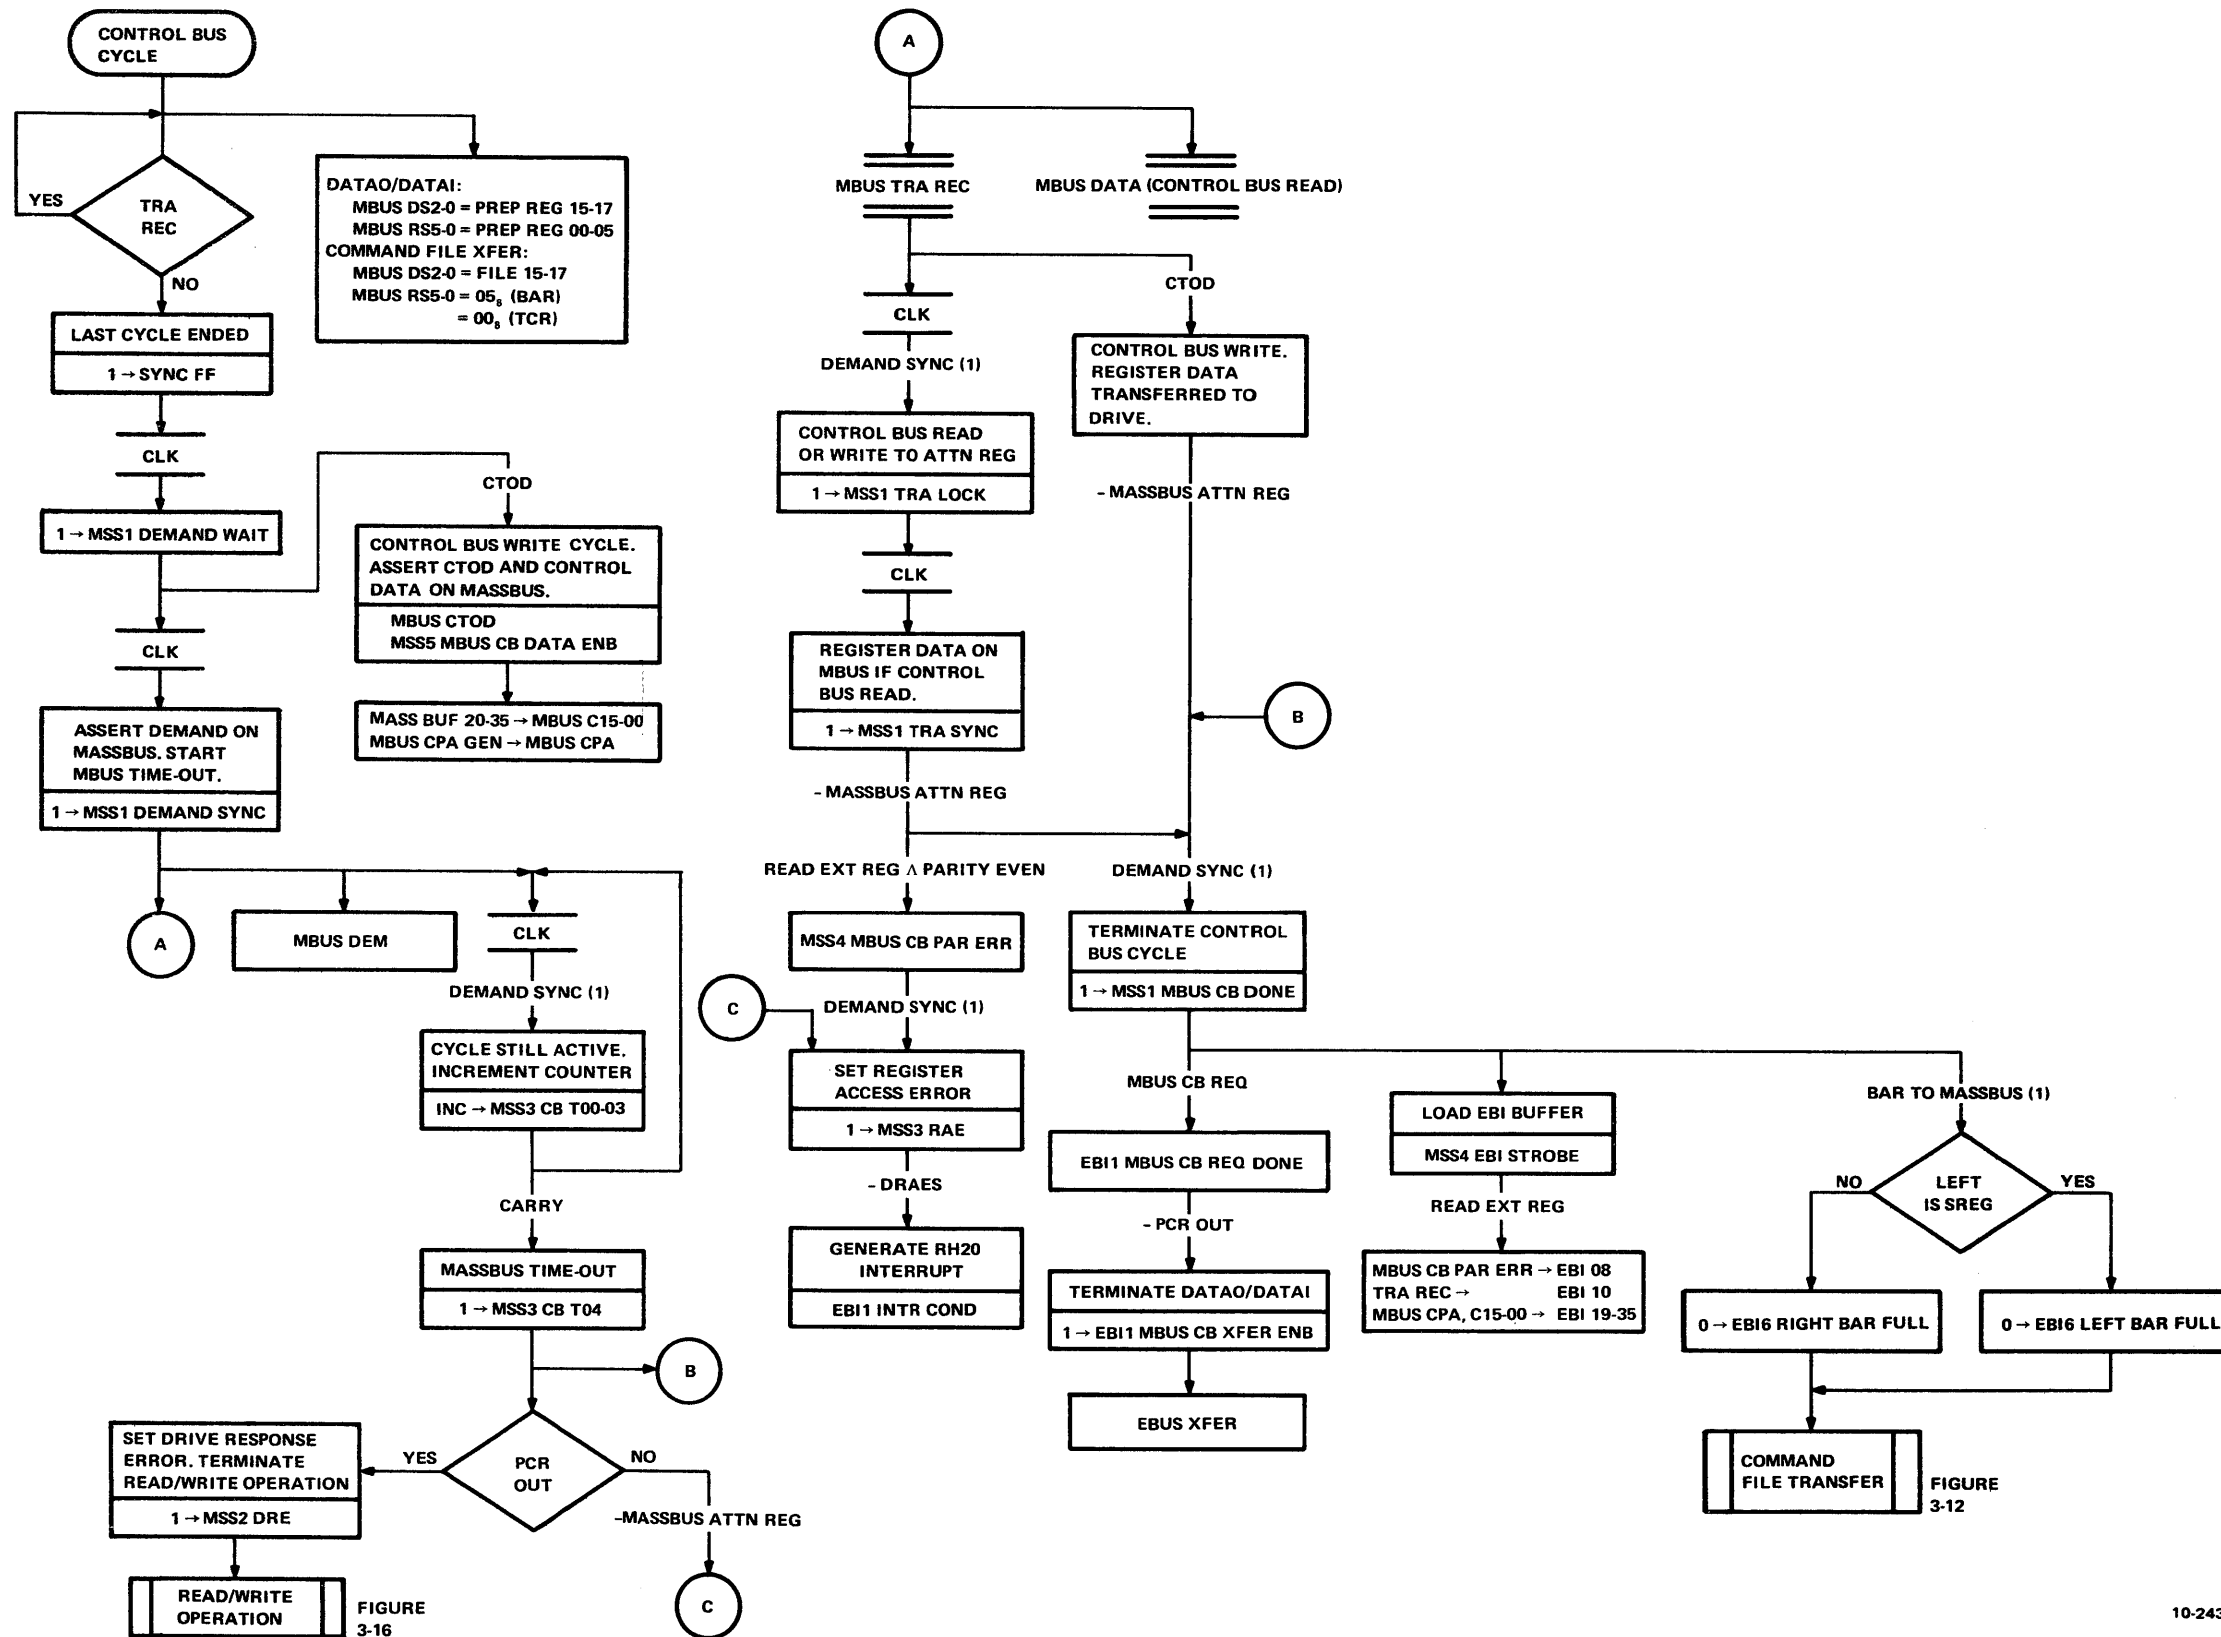 CONTROL BUS
CYCLE
TRA
REC
YES
NO
DATAO/DATAI:
MBUS DS2-0 = PREP REG 15-17
MBUS RS5-0 = PREP REG 00-05
COMMAND FILE XFER:
MBUS DS2-0 = FILE 15-17
MBUS RS5-0 = 05₈ (BAR)
= 00₈ (TCR)
LAST CYCLE ENDED
1 → SYNC FF
CLK
1 → MSS1 DEMAND WAIT
CTOD
CONTROL BUS WRITE CYCLE.
ASSERT CTOD AND CONTROL
DATA ON MASSBUS.
MBUS CTOD
MSS5 MBUS CB DATA ENB
MASS BUF 20-35 → MBUS C15-00
MBUS CPA GEN → MBUS CPA
CLK
ASSERT DEMAND ON
MASSBUS. START
MBUS TIME-OUT.
1 → MSS1 DEMAND SYNC
A
MBUS DEM
CLK
DEMAND SYNC (1)
CYCLE STILL ACTIVE.
INCREMENT COUNTER
INC → MSS3 CB T00-03
CARRY
MASSBUS TIME-OUT
1 → MSS3 CB T04
B
PCR
OUT
YES
NO
SET DRIVE RESPONSE
ERROR. TERMINATE
READ/WRITE OPERATION
1 → MSS2 DRE
READ/WRITE
OPERATION
FIGURE
3-16
-MASSBUS ATTN REG
C
A
MBUS TRA REC
MBUS DATA (CONTROL BUS READ)
CLK
CTOD
DEMAND SYNC (1)
CONTROL BUS WRITE.
REGISTER DATA
TRANSFERRED TO
DRIVE.
CONTROL BUS READ
OR WRITE TO ATTN REG
1 → MSS1 TRA LOCK
- MASSBUS ATTN REG
CLK
REGISTER DATA ON
MBUS IF CONTROL
BUS READ.
1 → MSS1 TRA SYNC
B
- MASSBUS ATTN REG
READ EXT REG Λ PARITY EVEN
DEMAND SYNC (1)
MSS4 MBUS CB PAR ERR
TERMINATE CONTROL
BUS CYCLE
1 → MSS1 MBUS CB DONE
C
DEMAND SYNC (1)
SET REGISTER
ACCESS ERROR
1 → MSS3 RAE
- DRAES
GENERATE RH20
INTERRUPT
EBI1 INTR COND
MBUS CB REQ
EBI1 MBUS CB REQ DONE
- PCR OUT
TERMINATE DATAO/DATAI
1 → EBI1 MBUS CB XFER ENB
EBUS XFER
LOAD EBI BUFFER
MSS4 EBI STROBE
READ EXT REG
MBUS CB PAR ERR → EBI 08
TRA REC → EBI 10
MBUS CPA, C15-00 → EBI 19-35
BAR TO MASSBUS (1)
LEFT
IS SREG
NO
YES
0 → EBI6 RIGHT BAR FULL
0 → EBI6 LEFT BAR FULL
COMMAND
FILE TRANSFER
FIGURE
3-12
10-243